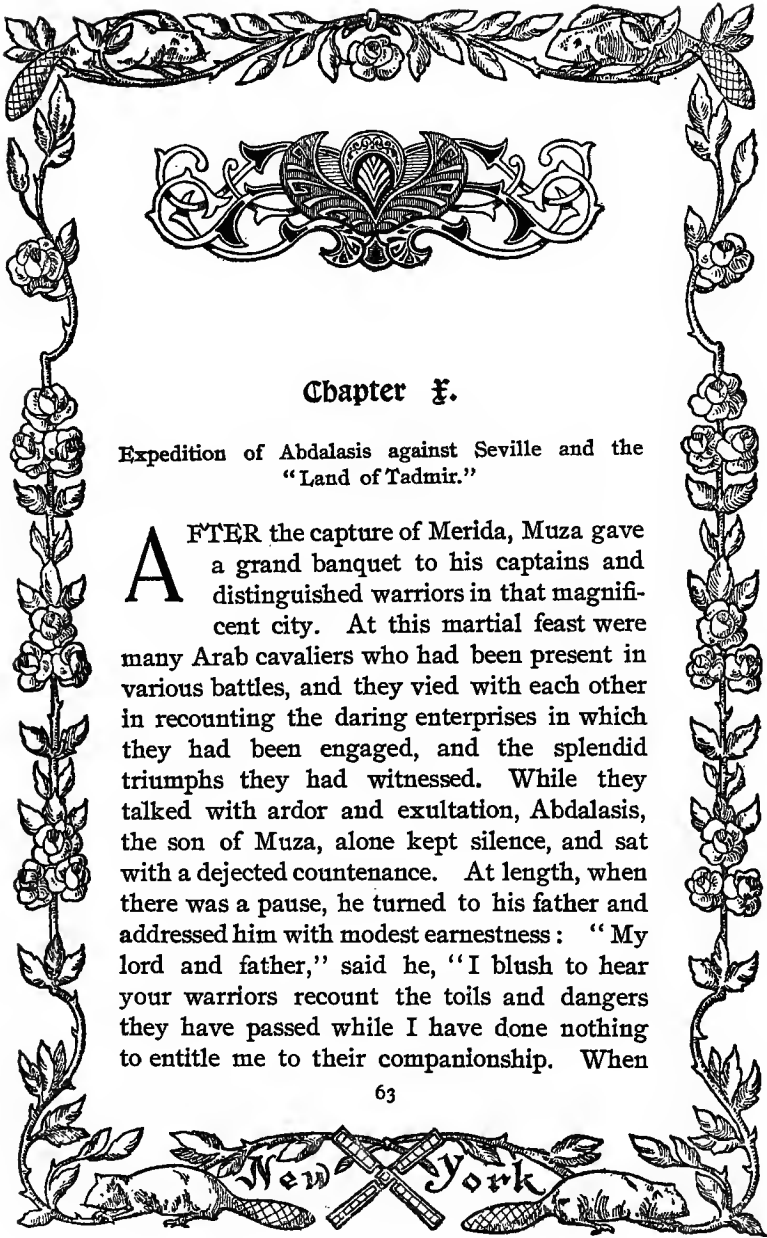 Chapter X.
Expedition of Abdalasis against Seville and the
"Land of Tadmir."
AFTER the capture of Merida, Muza gave
a grand banquet to his captains and
distinguished warriors in that magnifi-
cent city. At this martial feast were
many Arab cavaliers who had been present in
various battles, and they vied with each other
in recounting the daring enterprises in which
they had been engaged, and the splendid
triumphs they had witnessed. While they
talked with ardor and exultation, Abdalasis,
the son of Muza, alone kept silence, and sat
with a dejected countenance. At length, when
there was a pause, he turned to his father and
addressed him with modest earnestness: "My
lord and father," said he, "I blush to hear
your warriors recount the toils and dangers
they have passed while I have done nothing
to entitle me to their companionship. When
63
New York